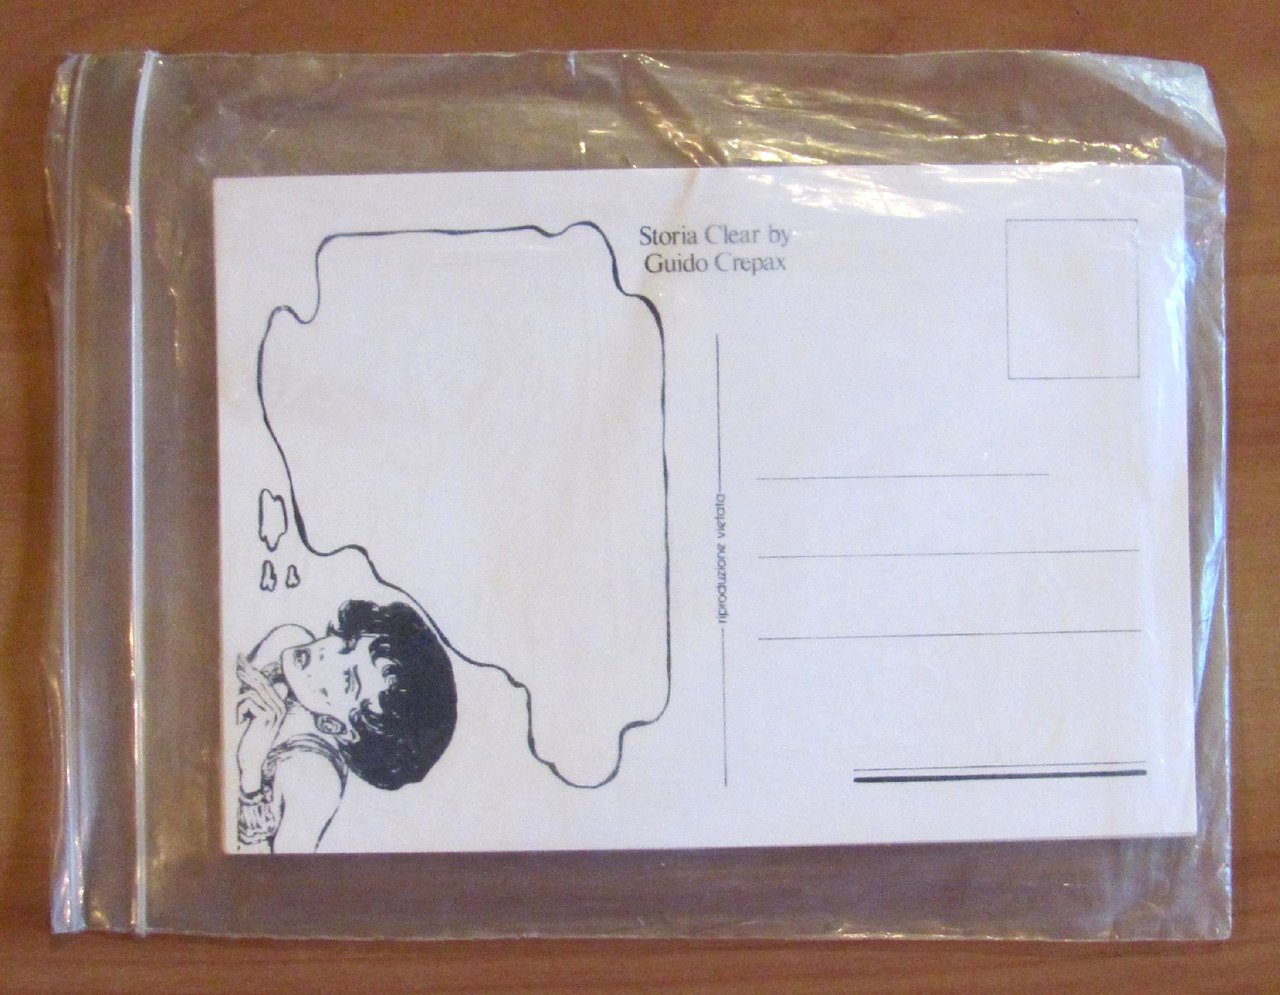 Storia Clear by
Guido Crepax
riproduzione vietata